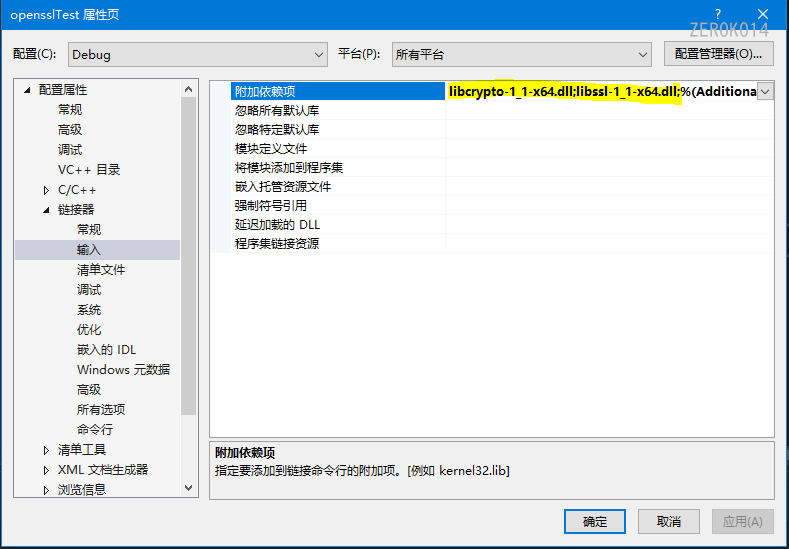 opensslTest 属性页
ZEROKO14
配置(C):
Debug
平台(P):
所有平台
配置管理器(O)...
配置属性
常规
高级
调试
VC++ 目录
C/C++
链接器
常规
输入
清单文件
调试
系统
优化
嵌入的 IDL
Windows 元数据
高级
所有选项
命令行
清单工具
XML 文档生成器
浏览信息
附加依赖项 libcrypto-1_1-x64.dll;libssl-1_1-x64.dll;%(Additiona
忽略所有默认库
忽略特定默认库
模块定义文件
将模块添加到程序集
嵌入托管资源文件
强制符号引用
延迟加载的 DLL
程序集链接资源
附加依赖项
指定要添加到链接命令行的附加项。[例如 kernel32.lib]
确定
取消
应用(A)